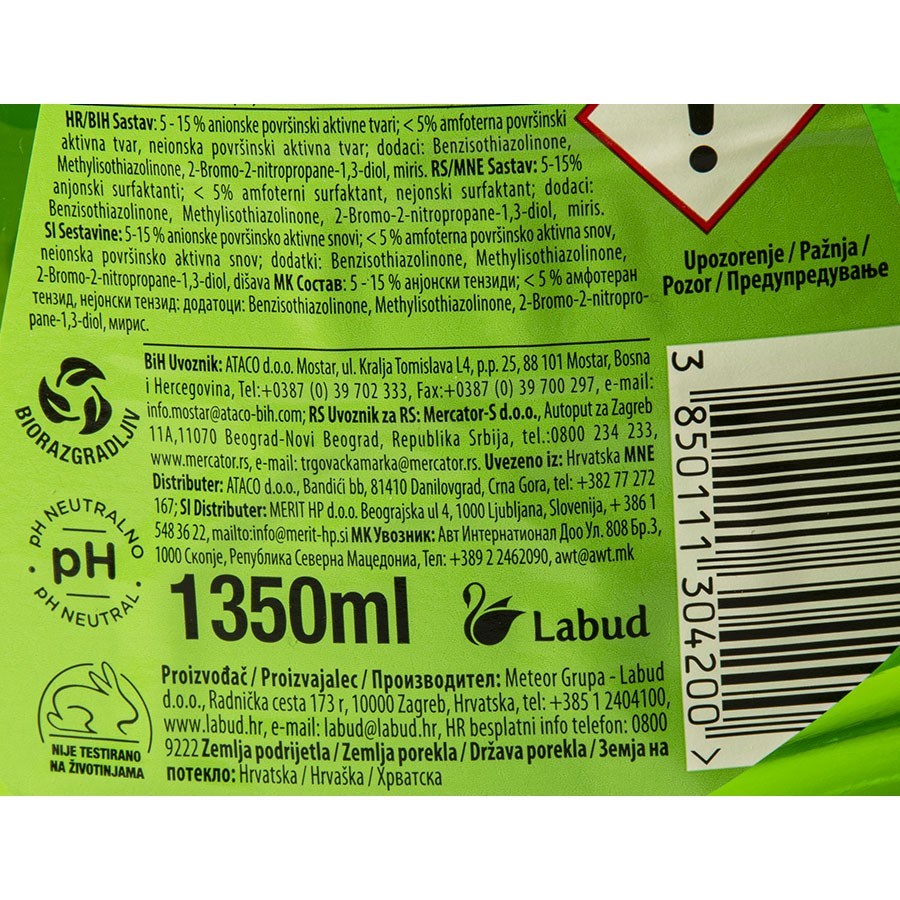 HR/BIH Sastav: 5 - 15 % anionske površinski aktivne tvari; < 5% amfoterna površinski
aktivna tvar, neionska površinski aktivna tvar; dodaci: Benzisothiazolinone,
Methylisothiazolinone, 2-Bromo-2-nitropropane-1,3-diol, miris. RS/MNE Sastav: 5-15%
anjonski surfaktanti; < 5% amfoterni surfaktant, nejonski surfaktant; dodaci:
Benzisothiazolinone, Methylisothiazolinone, 2-Bromo-2-nitropropane-1,3-diol, miris.
SI Sestavine: 5-15 % anionske površinsko aktivne snovi; < 5 % amfoterna površinsko aktivna snov,
neionska površinsko aktivna snov; dodatki: Benzisothiazolinone, Methylisothiazolinone,
2-Bromo-2-nitropropane-1,3-diol, dišava MK Состав: 5 - 15 % анјонски тензиди; < 5 % амфотеран
тензид, нејонски тензид: додатоци: Benzisothiazolinone, Methylisothiazolinone, 2-Bromo-2-nitropro-
pane-1,3-diol, мирис.
Upozorenje / Pažnja /
Pozor / Предупредување
BIORAZGRADLJIV
pH NEUTRALNO
pH
pH NEUTRAL
NIJE TESTIRANO
NA ŽIVOTINJAMA
BiH Uvoznik: ATACO d.o.o. Mostar, ul. Kralja Tomislava L4, p.p. 25, 88 101 Mostar, Bosna
i Hercegovina, Tel:+0387 (0) 39 702 333, Fax:+0387 (0) 39 700 297, e-mail:
info.mostar@ataco-bih.com; RS Uvoznik za RS: Mercator-S d.o.o., Autoput za Zagreb
11A,11070 Beograd-Novi Beograd, Republika Srbija, tel.:0800 234 233,
www.mercator.rs, e-mail: trgovackamarka@mercator.rs. Uvezeno iz: Hrvatska MNE
Distributer: ATACO d.o.o., Bandići bb, 81410 Danilovgrad, Crna Gora, tel: +382 77 272
167; SI Distributer: MERIT HP d.o.o. Beograjska ul 4, 1000 Ljubljana, Slovenija, + 386 1
548 36 22, mailto:info@merit-hp.si MK Увозник: Авт Интернационал Доо Ул. 808 Бр.3,
1000 Скопје, Република Северна Македониа, Тел: +389 2 2462090, awt@awt.mk
1350ml
Labud
Proizvođač / Proizvajalec / Производител: Meteor Grupa - Labud
d.o.o., Radnička cesta 173 r, 10000 Zagreb, Hrvatska, tel: +385 1 2404100,
www.labud.hr, e-mail: labud@labud.hr, HR besplatni info telefon: 0800
9222 Zemlja podrijetla / Zemlja porekla / Država porekla / Земја на
потекло: Hrvatska / Hrvaška / Хрватска
3 850111 304200 >